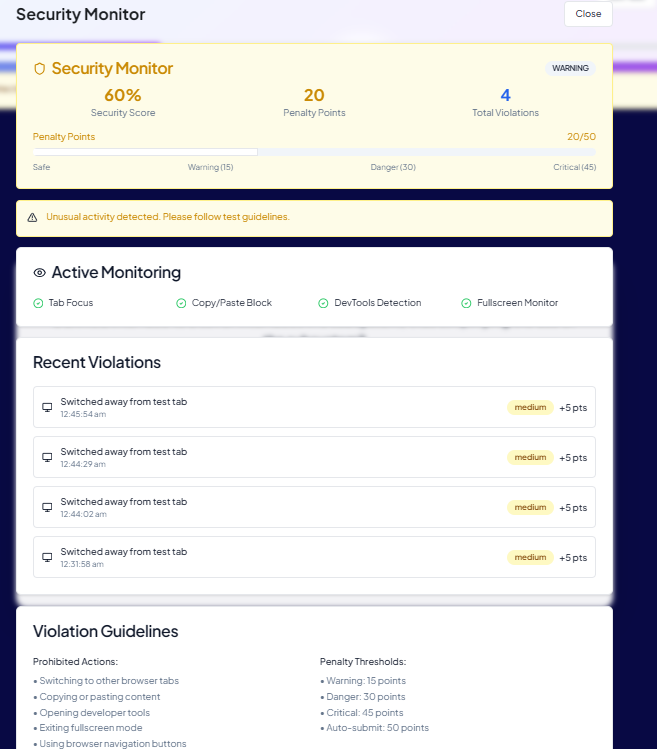 Security Monitor
Close
Security Monitor
WARNING
60%
20
4
Security Score
Penalty Points
Total Violations
Penalty Points
20/50
Safe
Warning (15)
Danger (30)
Critical (45)
Unusual activity detected. Please follow test guidelines.
Active Monitoring
Tab Focus
Copy/Paste Block
DevTools Detection
Fullscreen Monitor
Recent Violations
Switched away from test tab
12:45:54 am
medium
+5 pts
Switched away from test tab
12:44:29 am
medium
+5 pts
Switched away from test tab
12:44:02 am
medium
+5 pts
Switched away from test tab
12:31:58 am
medium
+5 pts
Violation Guidelines
Prohibited Actions:
• Switching to other browser tabs
• Copying or pasting content
• Opening developer tools
• Exiting fullscreen mode
• Using browser navigation buttons
Penalty Thresholds:
• Warning: 15 points
• Danger: 30 points
• Critical: 45 points
• Auto-submit: 50 points